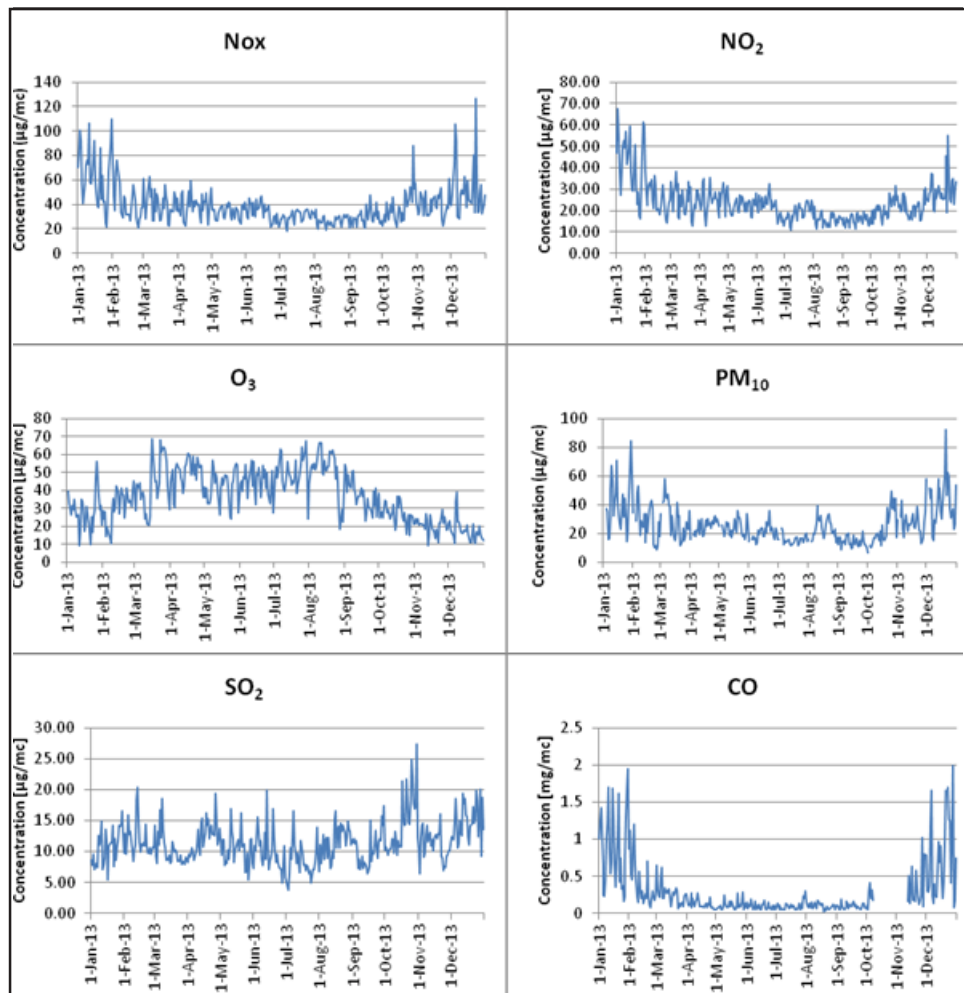 Nox
Concentration (µg/mc)
140
120
100
80
60
40
20
0
1-Jan-13
1-Feb-13
1-Mar-13
1-Apr-13
1-May-13
1-Jun-13
1-Jul-13
1-Aug-13
1-Sep-13
1-Oct-13
1-Nov-13
1-Dec-13
NO₂
Concentration [µg/mc]
80.00
70.00
60.00
50.00
40.00
30.00
20.00
10.00
0.00
1-Jan-13
1-Feb-13
1-Mar-13
1-Apr-13
1-May-13
1-Jun-13
1-Jul-13
1-Aug-13
1-Sep-13
1-Oct-13
1-Nov-13
1-Dec-13
O₃
Concentration [µg/mc]
80
70
60
50
40
30
20
10
0
1-Jan-13
1-Feb-13
1-Mar-13
1-Apr-13
1-May-13
1-Jun-13
1-Jul-13
1-Aug-13
1-Sep-13
1-Oct-13
1-Nov-13
1-Dec-13
PM₁₀
Concentration (µg/mc)
100
80
60
40
20
0
1-Jan-13
1-Feb-13
1-Mar-13
1-Apr-13
1-May-13
1-Jun-13
1-Jul-13
1-Aug-13
1-Sep-13
1-Oct-13
1-Nov-13
1-Dec-13
SO₂
Concentration [µg/mc]
30.00
25.00
20.00
15.00
10.00
5.00
0.00
1-Jan-13
1-Feb-13
1-Mar-13
1-Apr-13
1-May-13
1-Jun-13
1-Jul-13
1-Aug-13
1-Sep-13
1-Oct-13
1-Nov-13
1-Dec-13
CO
Concentration [mg/mc]
2.5
2
1.5
1
0.5
0
1-Jan-13
1-Feb-13
1-Mar-13
1-Apr-13
1-May-13
1-Jun-13
1-Jul-13
1-Aug-13
1-Sep-13
1-Oct-13
1-Nov-13
1-Dec-13